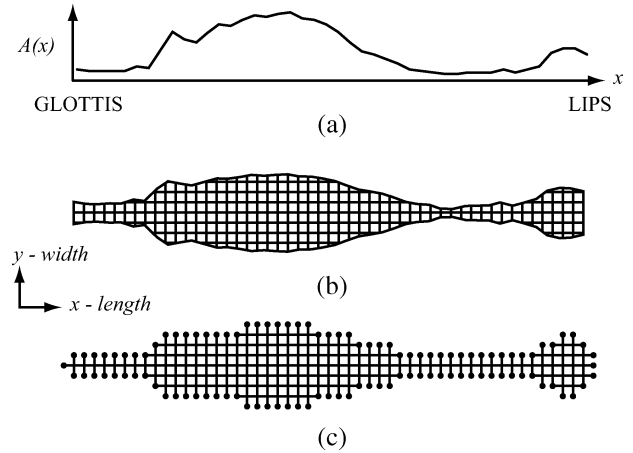 A(x)
x
GLOTTIS LIPS
(a)
(b)
y - width
x - length
(c)